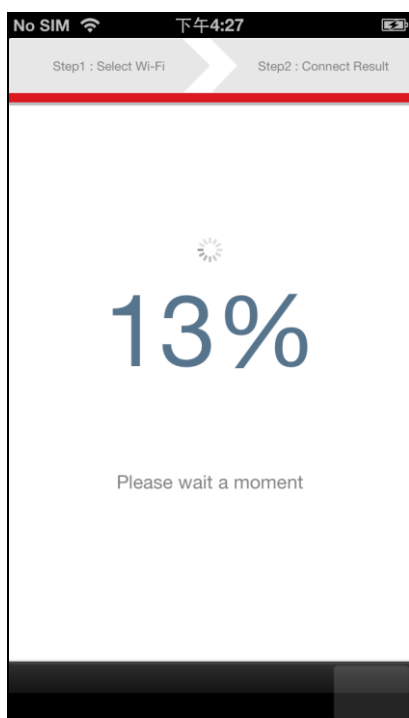 No SIM 下午4:27
Step1 : Select Wi-Fi Step2 : Connect Result
13%
Please wait a moment